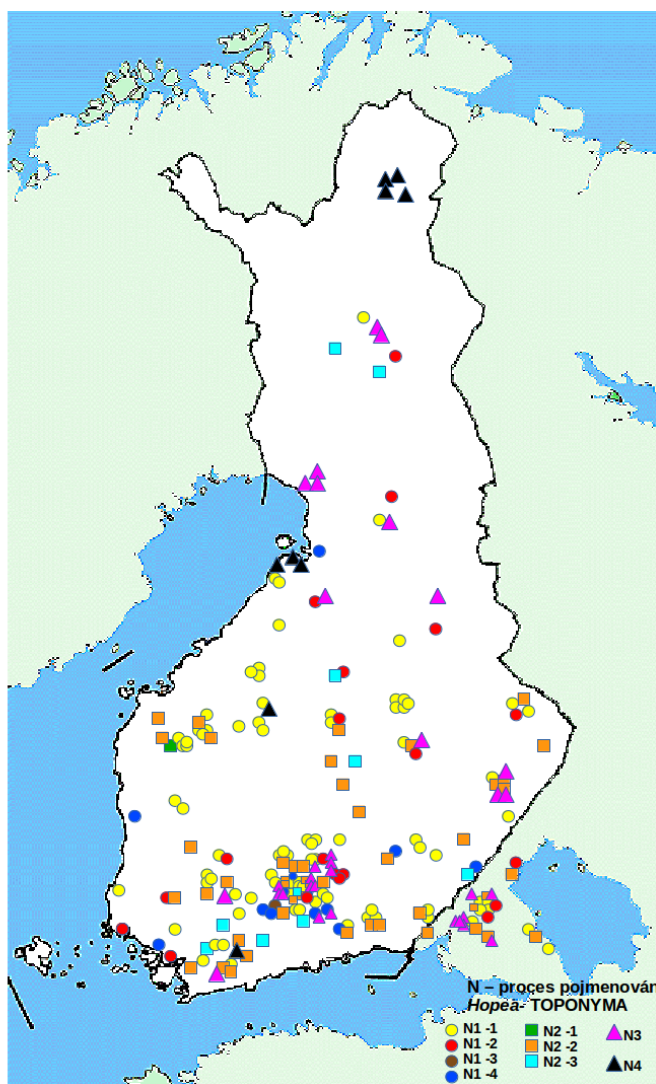 N – proces pojmenován
Hopea- TOPONYMA
N1 -1 N2 -1 N3
N1 -2 N2 -2
N1 -3 N2 -3 N4
N1 -4